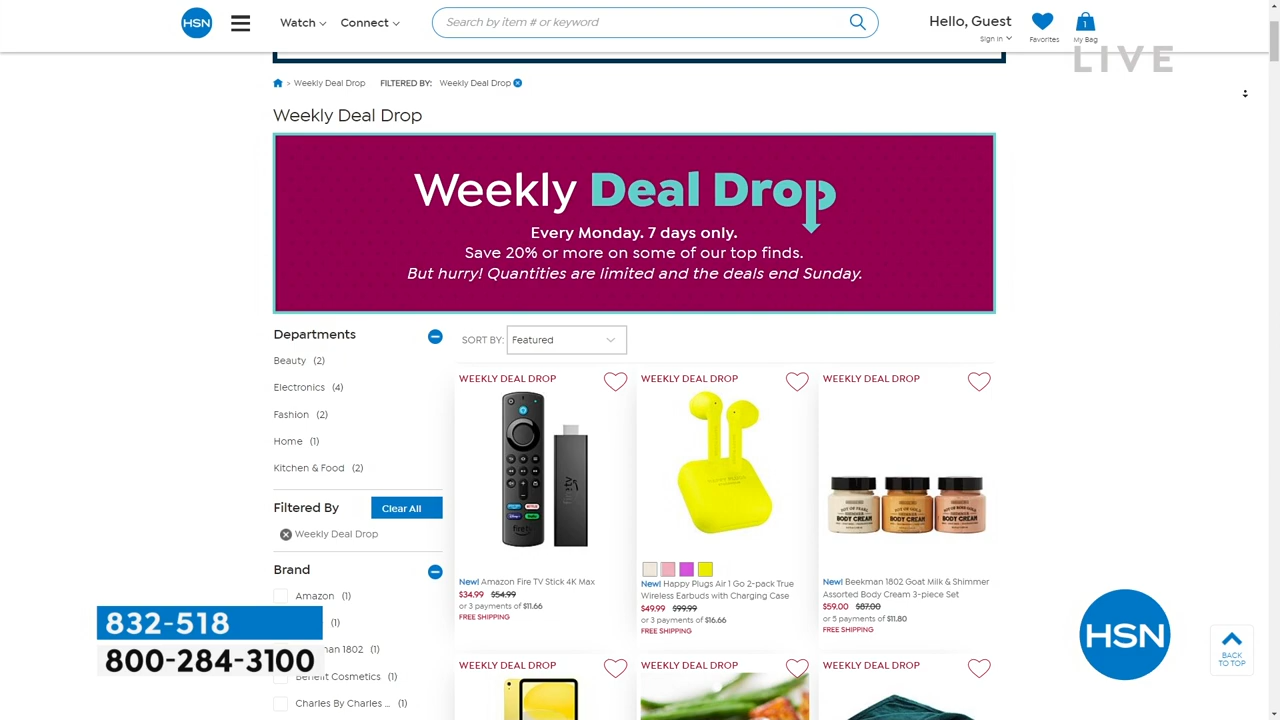 HSN
Watch
Connect
Search by item # or keyword
Hello, Guest
Sign In
Favorites
1
My Bag
LIVE
> Weekly Deal Drop FILTERED BY: Weekly Deal Drop
Weekly Deal Drop
Weekly Deal Drop
Every Monday. 7 days only.
Save 20% or more on some of our top finds.
But hurry! Quantities are limited and the deals end Sunday.
Departments
Beauty (2)
Electronics (4)
Fashion (2)
Home (1)
Kitchen & Food (2)
Filtered By
Clear All
Weekly Deal Drop
Brand
Amazon (1)
(1)
an 1802 (1)
Benefit Cosmetics (1)
Charles By Charles ... (1)
832-518
800-284-3100
SORT BY: Featured
WEEKLY DEAL DROP
firetv
New! Amazon Fire TV Stick 4K Max
$34.99 $54.99
or 3 payments of $11.66
FREE SHIPPING
WEEKLY DEAL DROP
New! Happy Plugs Air 1 Go 2-pack True
Wireless Earbuds with Charging Case
$49.99 $99.99
or 3 payments of $16.66
FREE SHIPPING
WEEKLY DEAL DROP
BODY CREAM
BODY CREAM
BODY CREAM
New! Beekman 1802 Goat Milk & Shimmer
Assorted Body Cream 3-piece Set
$59.00 $87.00
or 5 payments of $11.80
FREE SHIPPING
WEEKLY DEAL DROP
WEEKLY DEAL DROP
WEEKLY DEAL DROP
HSN
BACK
TO TOP